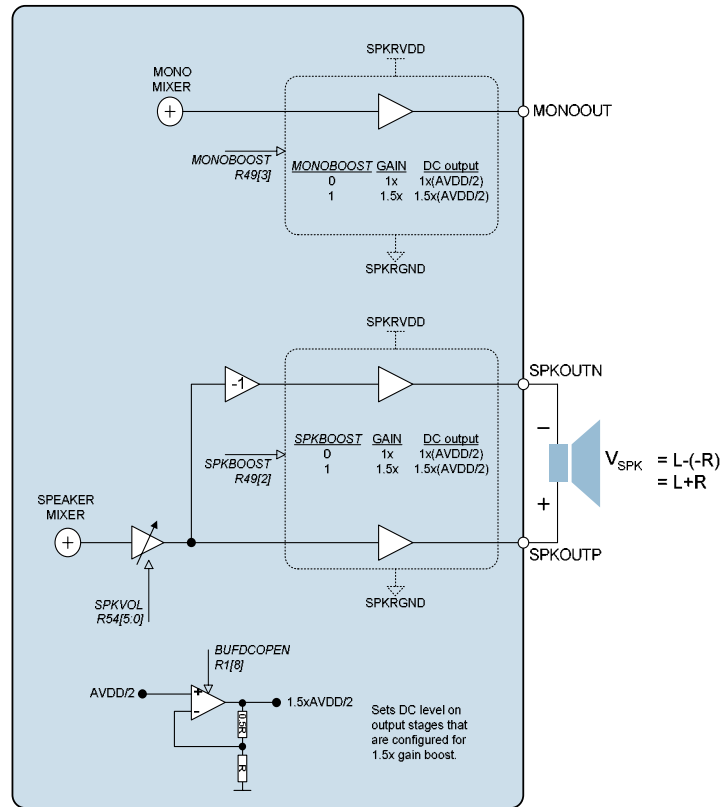 SPKRVDD
MONO
MIXER
+
MONOOUT
MONOBOOST
R49[3]
MONOBOOST GAIN DC output
0 1x 1x(AVDD/2)
1 1.5x 1.5x(AVDD/2)
SPKRGND
SPKRVDD
-1
SPKOUTN
SPKBOOST
R49[2]
SPKBOOST GAIN DC output
0 1x 1x(AVDD/2)
1 1.5x 1.5x(AVDD/2)
−
VSPK = L-(-R)
= L+R
+
SPEAKER
MIXER
+
SPKOUTP
SPKRGND
SPKVOL
R54[5:0]
BUFDCOPEN
R1[8]
AVDD/2
+
-
1.5xAVDD/2
0.5R
R
Sets DC level on
output stages that
are configured for
1.5x gain boost.